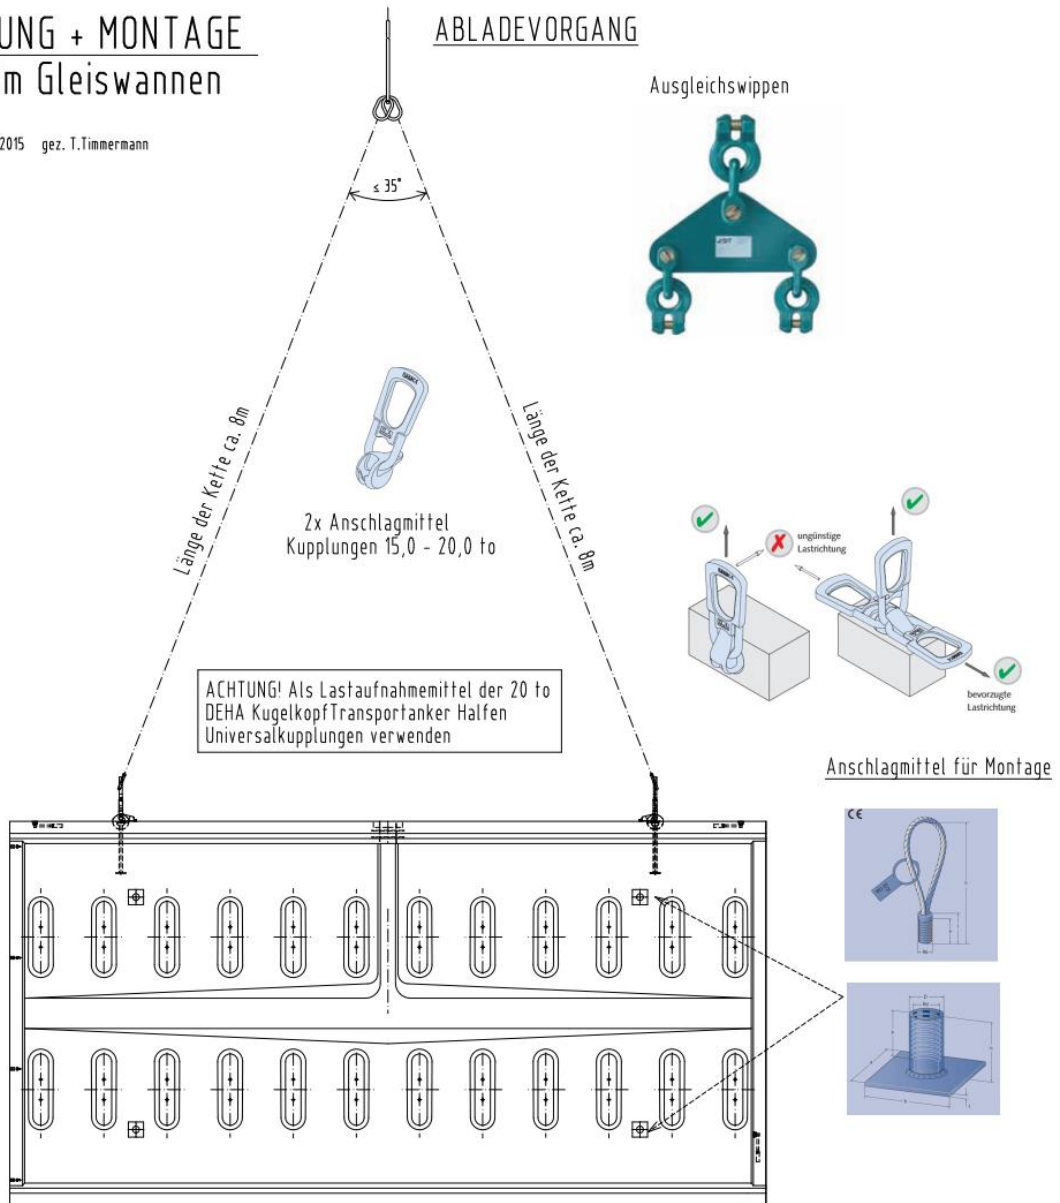 UNG + MONTAGE
m Gleiswannen
2015 gez. T.Timmermann
ABLADEVORGANG
Ausgleichswippen
≤ 35°
Länge der Kette ca. 8m
Länge der Kette ca. 8m
2x Anschlagmittel
Kupplungen 15,0 - 20,0 to
ungünstige
Lastrichtung
bevorzugte
Lastrichtung
ACHTUNG! Als Lastaufnahmemittel der 20 to
DEHA KugelkopfTransportanker Halfen
Universalkupplungen verwenden
Anschlagmittel für Montage
CE